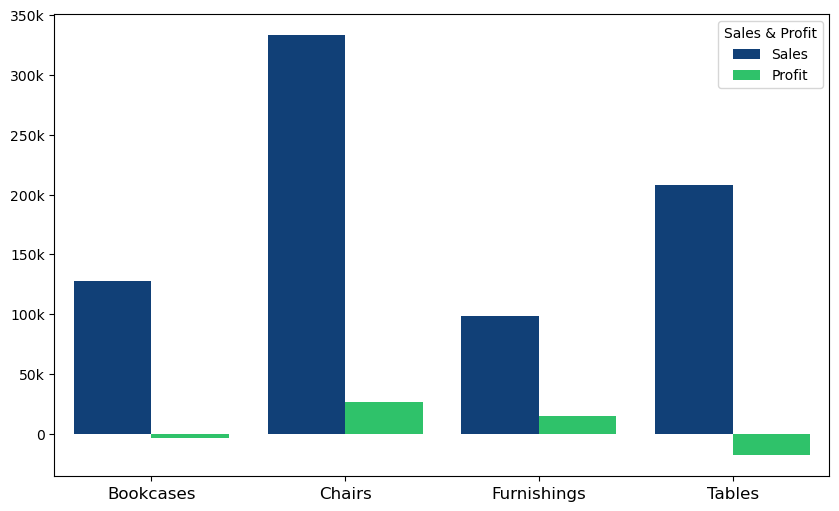 350k
300k
250k
200k
150k
100k
50k
0
Sales & Profit
Sales
Profit
Bookcases Chairs Furnishings Tables